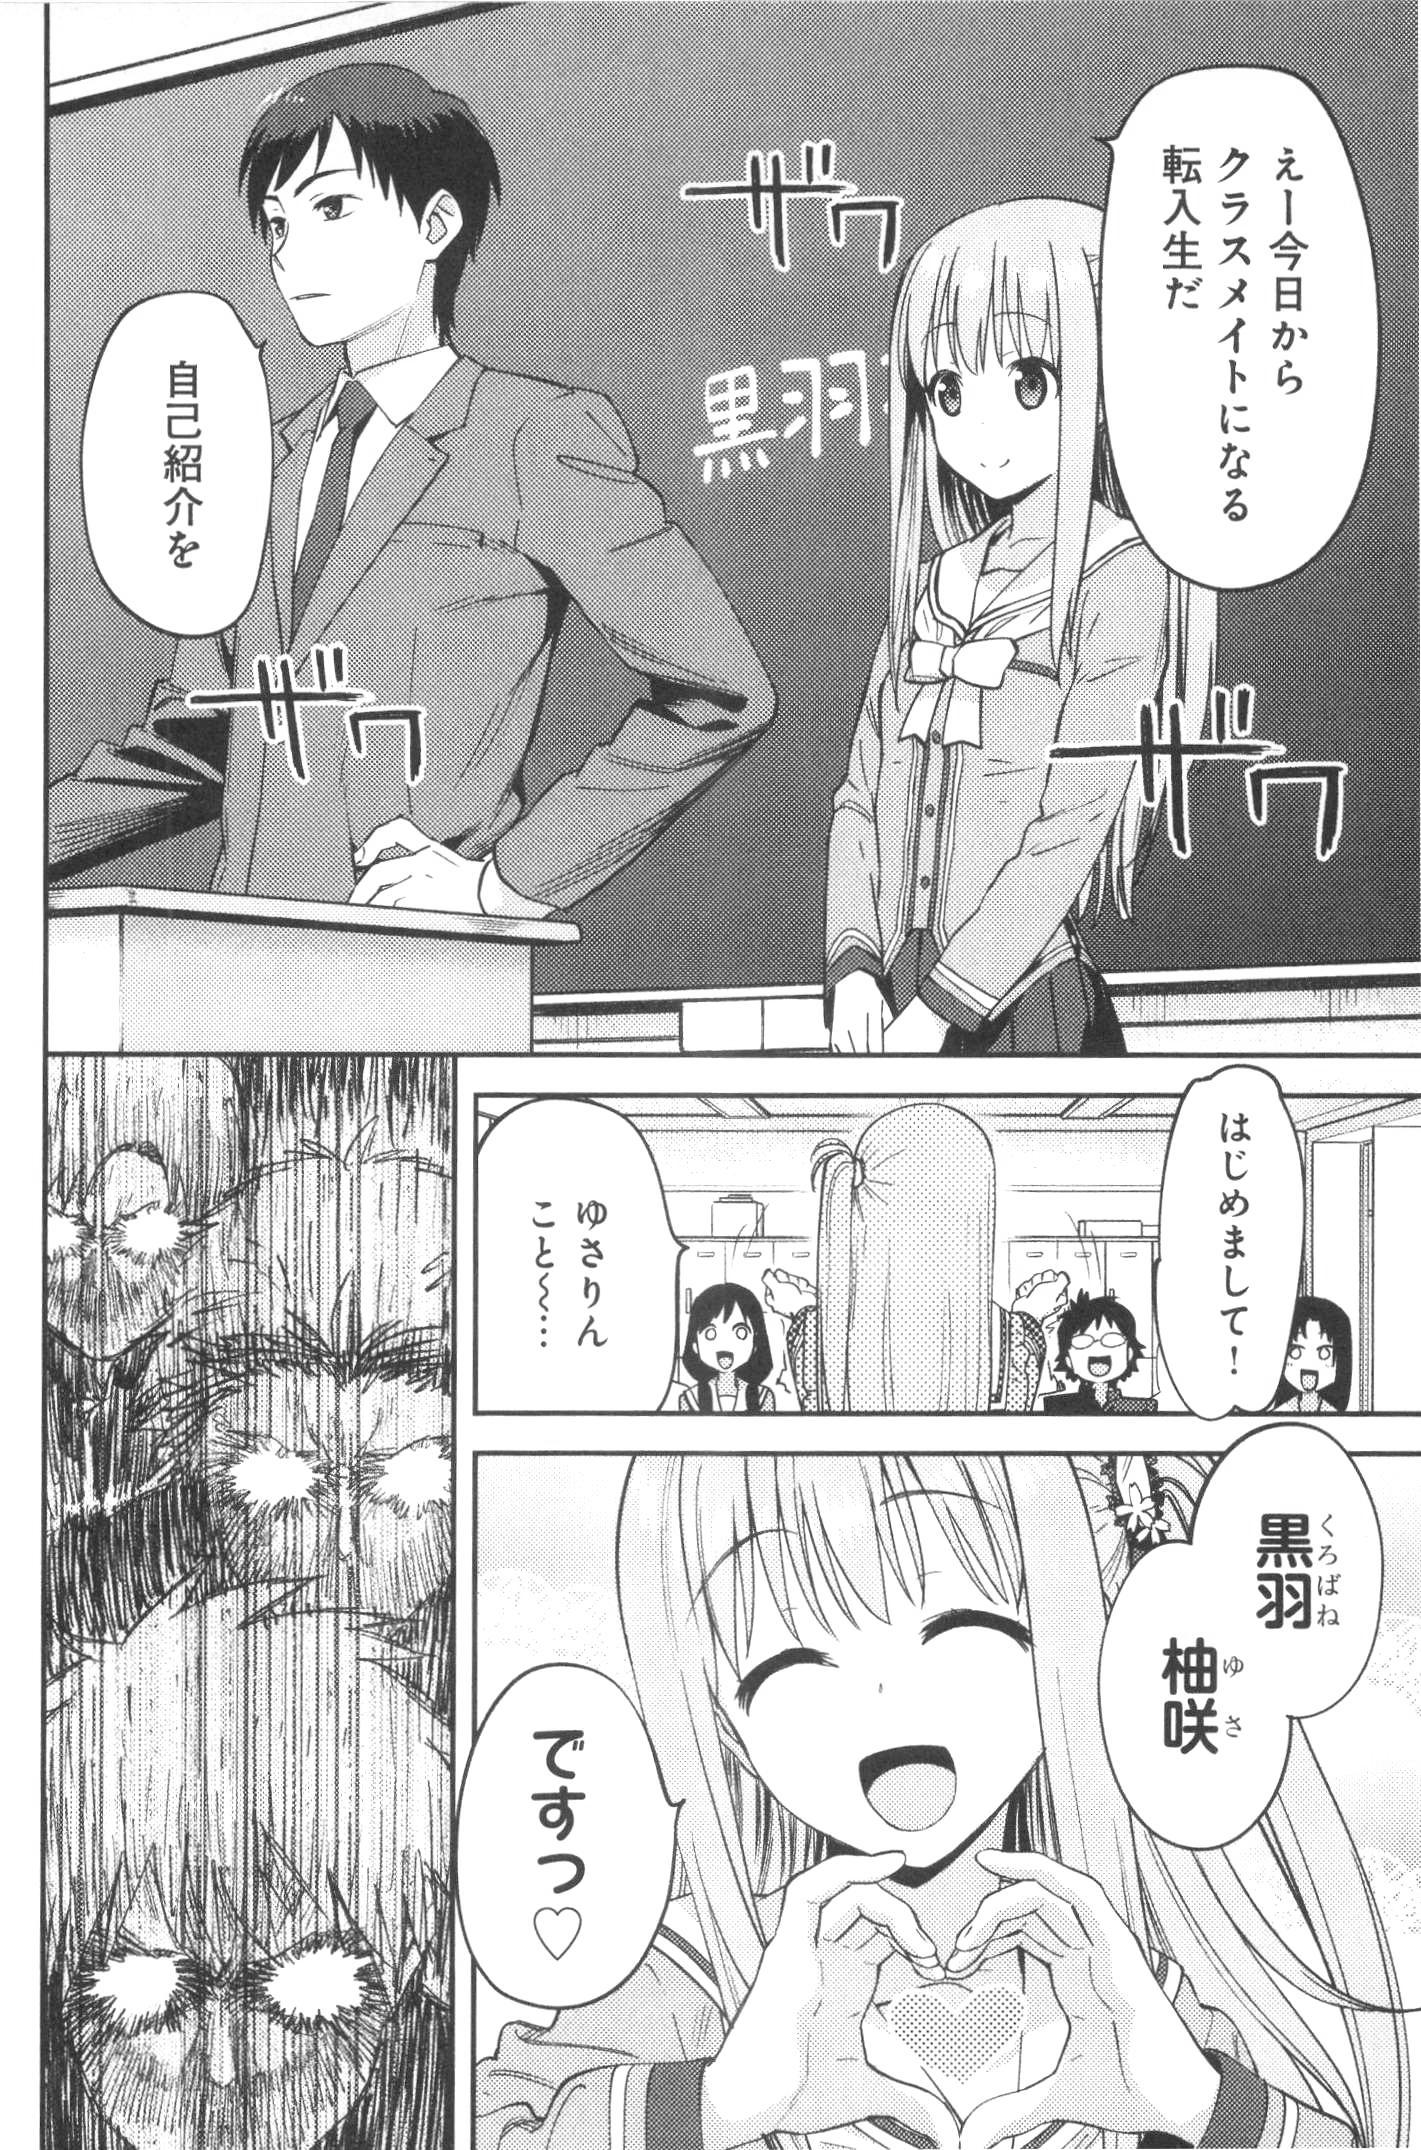 えー今日から
クラスメイトになる
転入生だ
ザワ
黒羽
自己紹介を
ザワ
ザワ
はじめまして！
ゆさりん
こと〜…
黒羽
くろばね
柚咲
ゆさ
ですっ♡